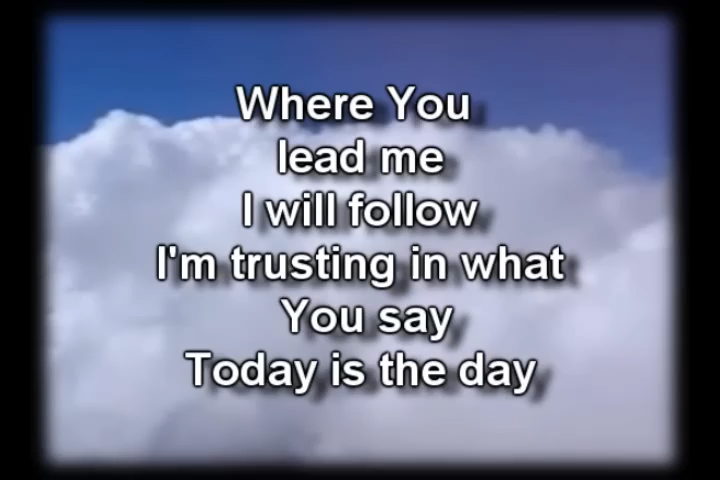 Where You
lead me
I will follow
I'm trusting in what
You say
Today is the day